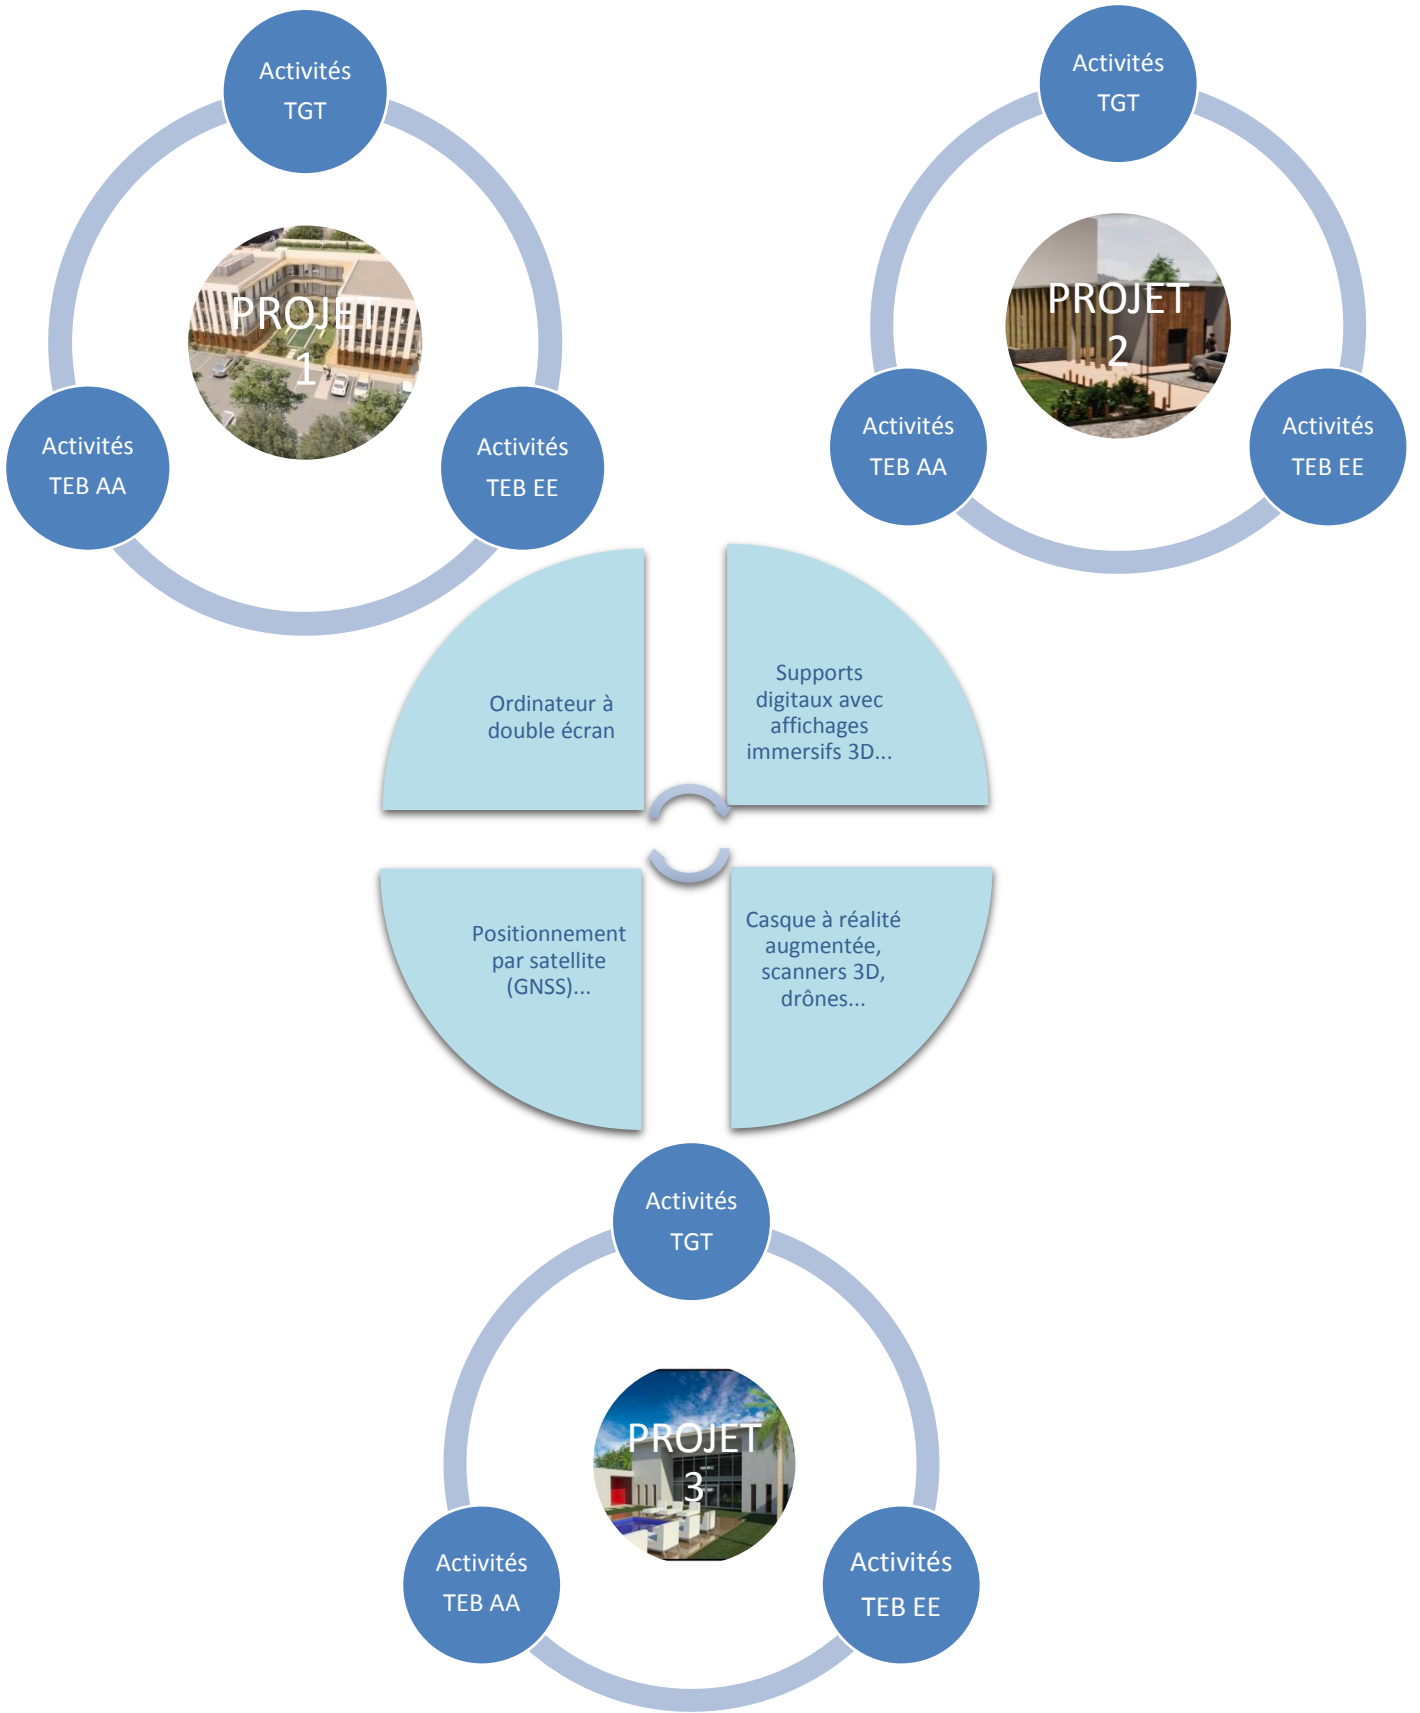 Activités
TGT
PROJET
1
Activités
TEB AA
Activités
TEB EE
Activités
TGT
PROJET
2
Activités
TEB AA
Activités
TEB EE
Ordinateur à
double écran
Supports
digitaux avec
affichages
immersifs 3D...
Positionnement
par satellite
(GNSS)...
Casque à réalité
augmentée,
scanners 3D,
drônes...
Activités
TGT
PROJET
3
Activités
TEB AA
Activités
TEB EE